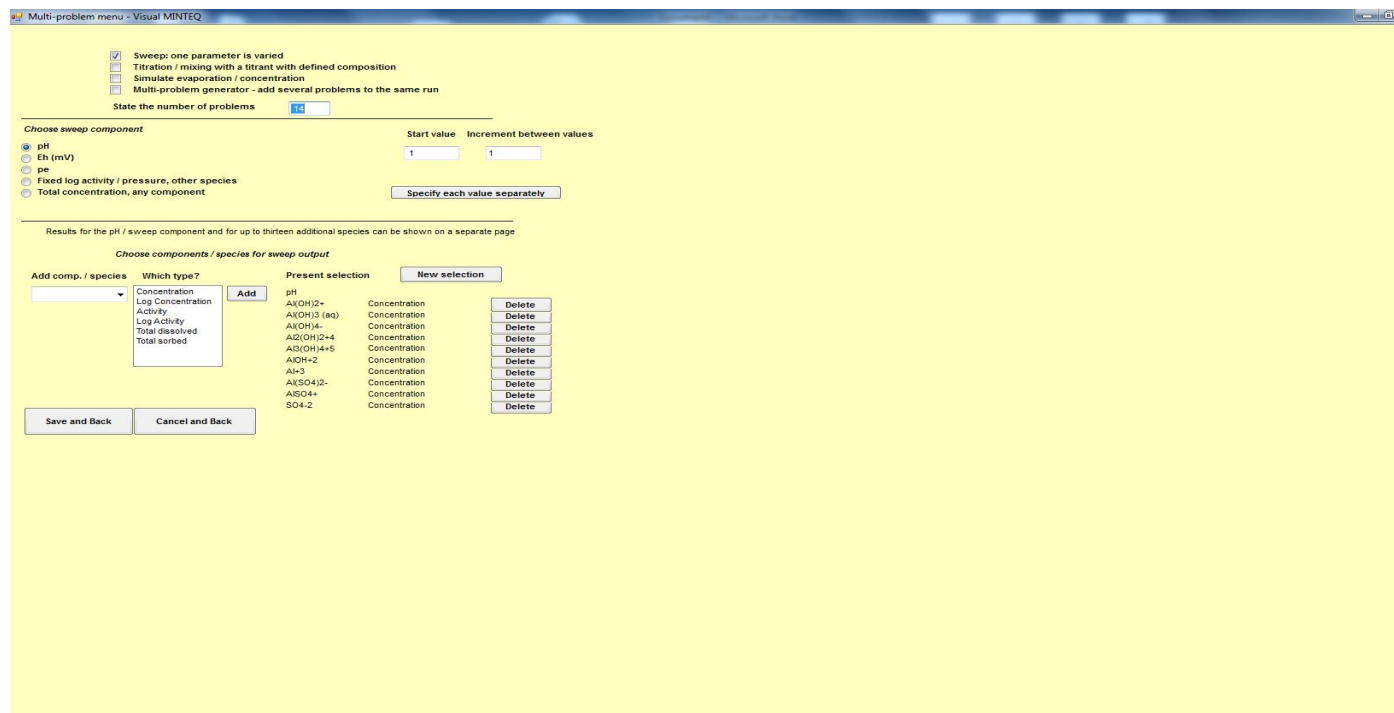 Multi-problem menu - Visual MINTEQ
Sweep: one parameter is varied
Titration / mixing with a titrant with defined composition
Simulate evaporation / concentration
Multi-problem generator - add several problems to the same run
State the number of problems 14
Choose sweep component
Start value Increment between values
pH
1 1
Eh (mV)
pe
Fixed log activity / pressure, other species
Total concentration, any component
Specify each value separately
Results for the pH / sweep component and for up to thirteen additional species can be shown on a separate page
Choose components / species for sweep output
Add comp. / species Which type? Present selection New selection
Concentration
Log Concentration
Activity
Log Activity
Total dissolved
Total sorbed
Add
pH
Al(OH)2+ Concentration Delete
Al(OH)3 (aq) Concentration Delete
Al(OH)4- Concentration Delete
Al2(OH)2+4 Concentration Delete
Al3(OH)4+5 Concentration Delete
AlOH+2 Concentration Delete
Al+3 Concentration Delete
Al(SO4)2- Concentration Delete
AlSO4+ Concentration Delete
SO4-2 Concentration Delete
Save and Back Cancel and Back